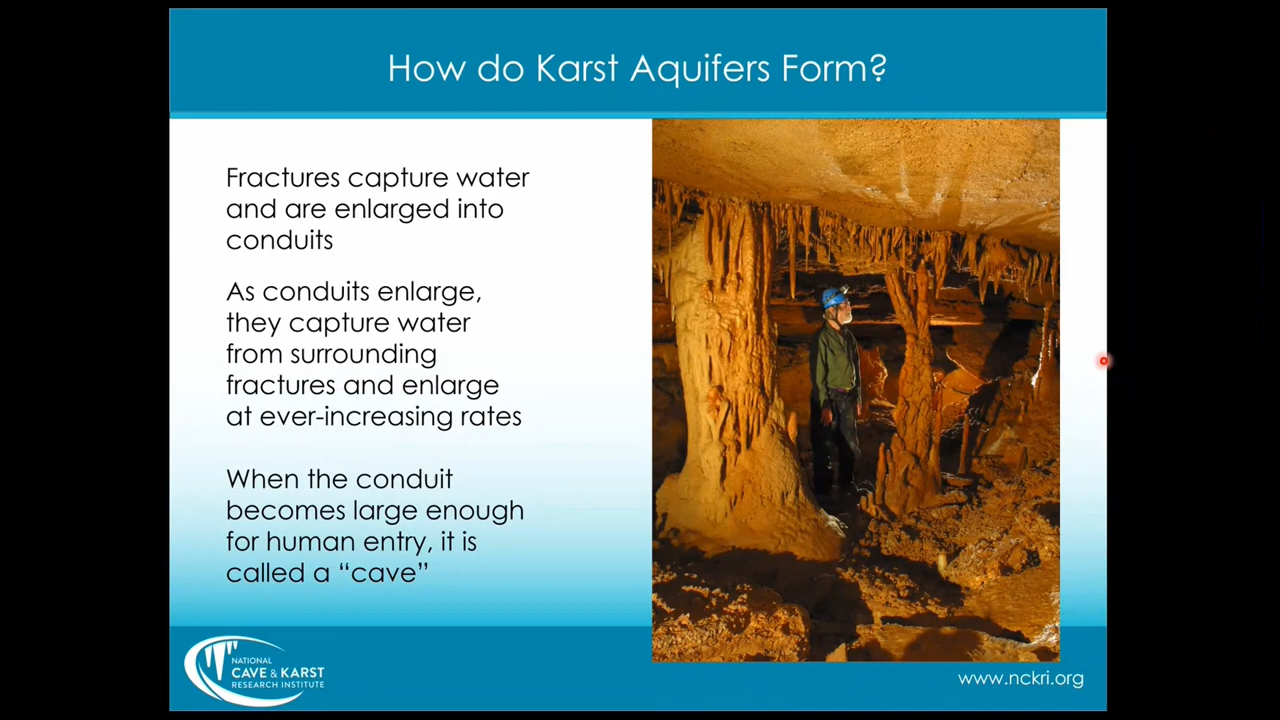 How do Karst Aquifers Form?
Fractures capture water
and are enlarged into
conduits
As conduits enlarge,
they capture water
from surrounding
fractures and enlarge
at ever-increasing rates
When the conduit
becomes large enough
for human entry, it is
called a “cave”
NATIONAL
CAVE & KARST
RESEARCH INSTITUTE
www.nckri.org